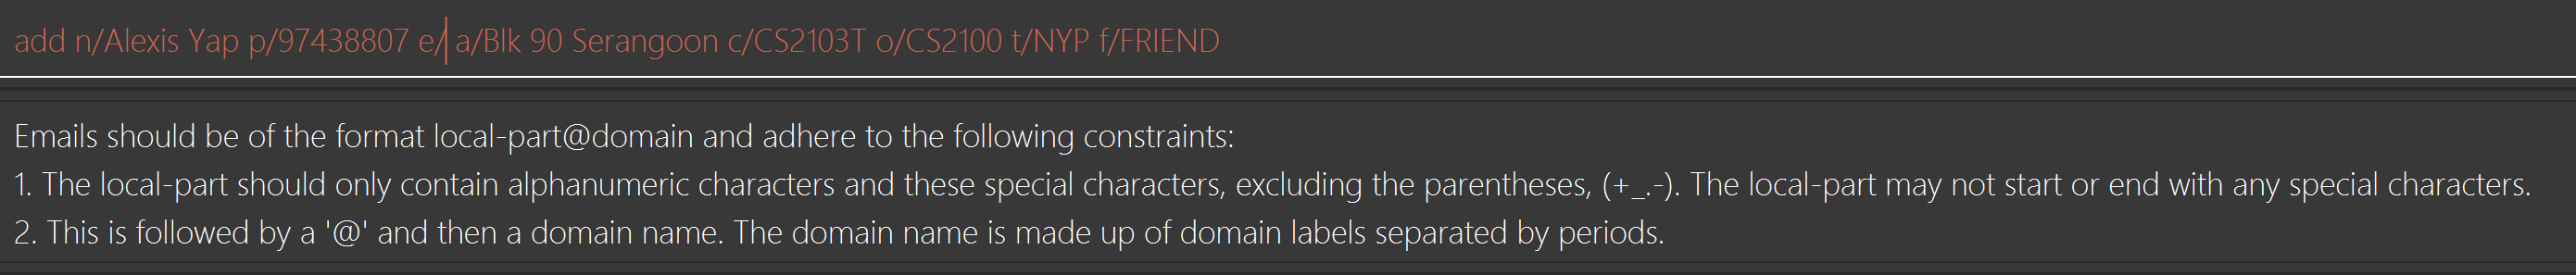 add n/Alexis Yap p/97438807 e/ a/Blk 90 Serangoon c/CS2103T o/CS2100 t/NYP f/FRIEND
Emails should be of the format local-part@domain and adhere to the following constraints:
1. The local-part should only contain alphanumeric characters and these special characters, excluding the parentheses, (+_.-). The local-part may not start or end with any special characters.
2. This is followed by a '@' and then a domain name. The domain name is made up of domain labels separated by periods.